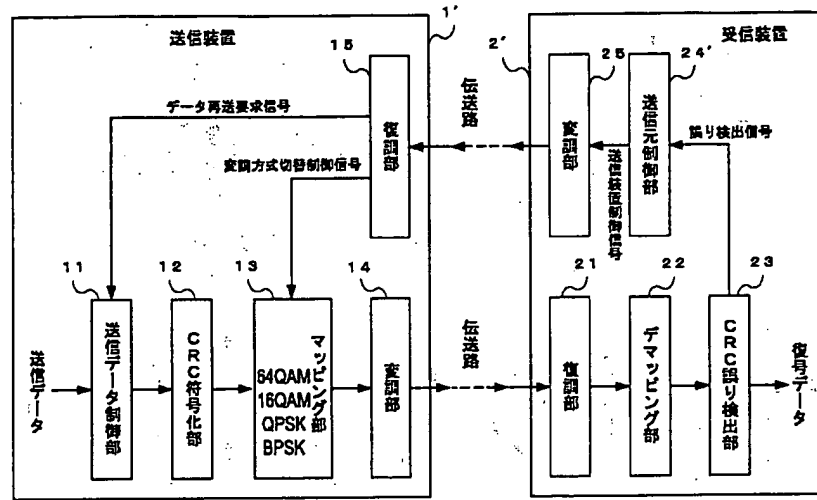 送信装置
1'
2'
受信装置
15
25
24'
データ再送要求信号
復調部
伝送路
変調部
送信元制御部
誤り検出信号
変調方式切替制御信号
送信装置制御信号
11
12
13
14
21
22
23
送信データ
送信データ制御部
CRC符号化部
マッピング部
64QAM
16QAM
QPSK
BPSK
変調部
伝送路
復調部
デマッピング部
CRC誤り検出部
復号データ